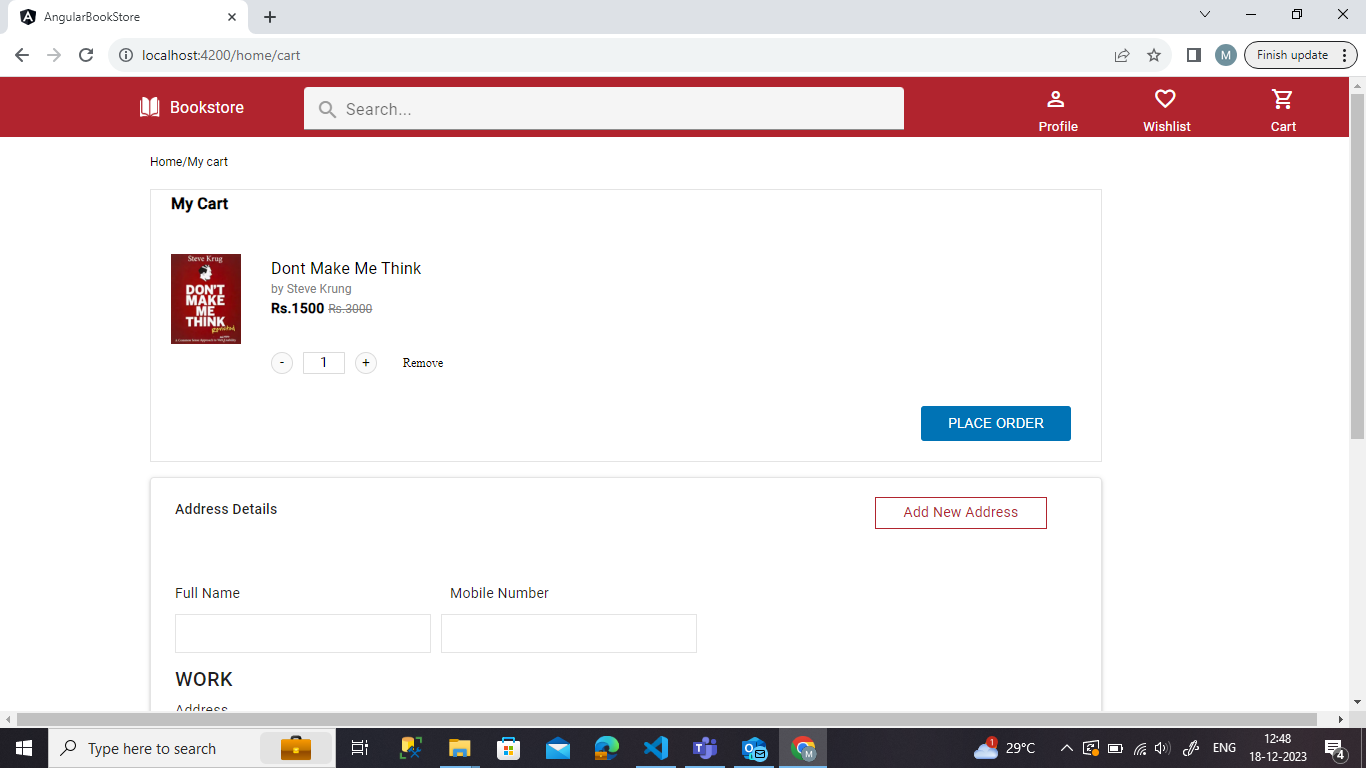 AngularBookStore
localhost:4200/home/cart
M
Finish update
Bookstore
Search...
Profile
Wishlist
Cart
Home/My cart
My Cart
Steve Krug
DON'T
MAKE
ME
THINK
Revisited
Dont Make Me Think
by Steve Krung
Rs.1500 Rs.3000
- 1 + Remove
PLACE ORDER
Address Details
Add New Address
Full Name
Mobile Number
WORK
Address
Type here to search
1
29°C
ENG
12:48
18-12-2023
4